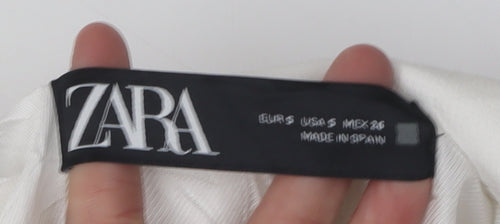 ZARA
EUR S USA S MEX 26
MADE IN SPAIN